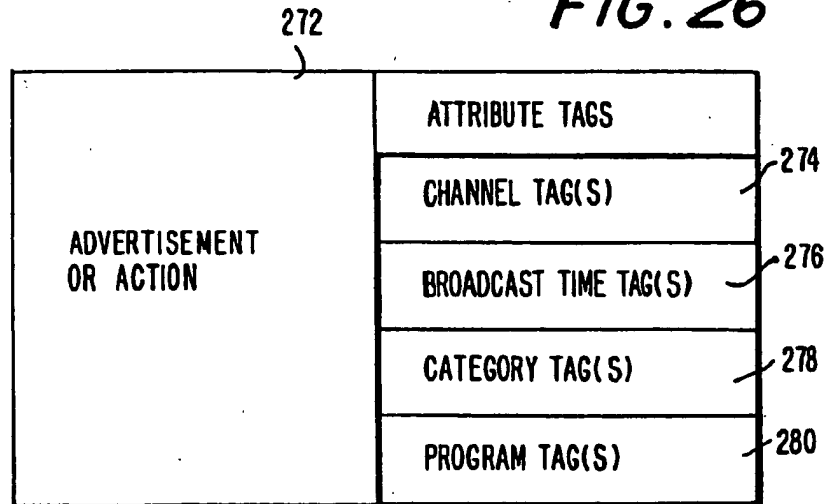 FIG. 26
272
ADVERTISEMENT
OR ACTION
ATTRIBUTE TAGS
CHANNEL TAG(S)
274
BROADCAST TIME TAG(S)
276
CATEGORY TAG(S)
278
PROGRAM TAG(S)
280